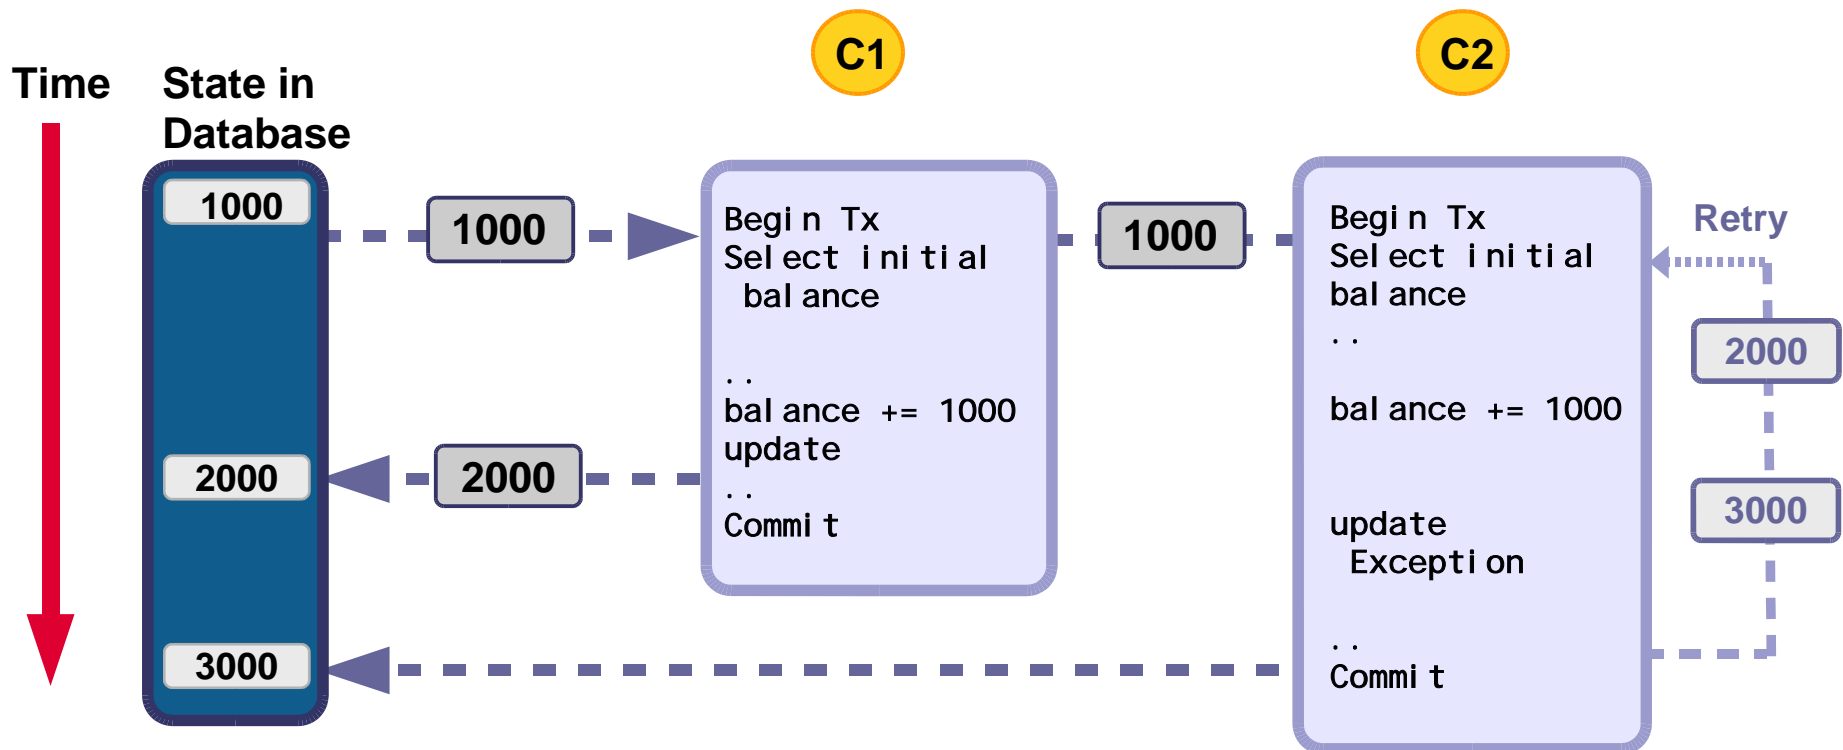 C1
C2
Time
State in
Database
1000
1000
Begin Tx
Select initial
balance
..
balance += 1000
update
..
Commit
1000
Begin Tx
Select initial
balance
..
balance += 1000
update
Exception
..
Commit
Retry
2000
3000
2000
2000
3000